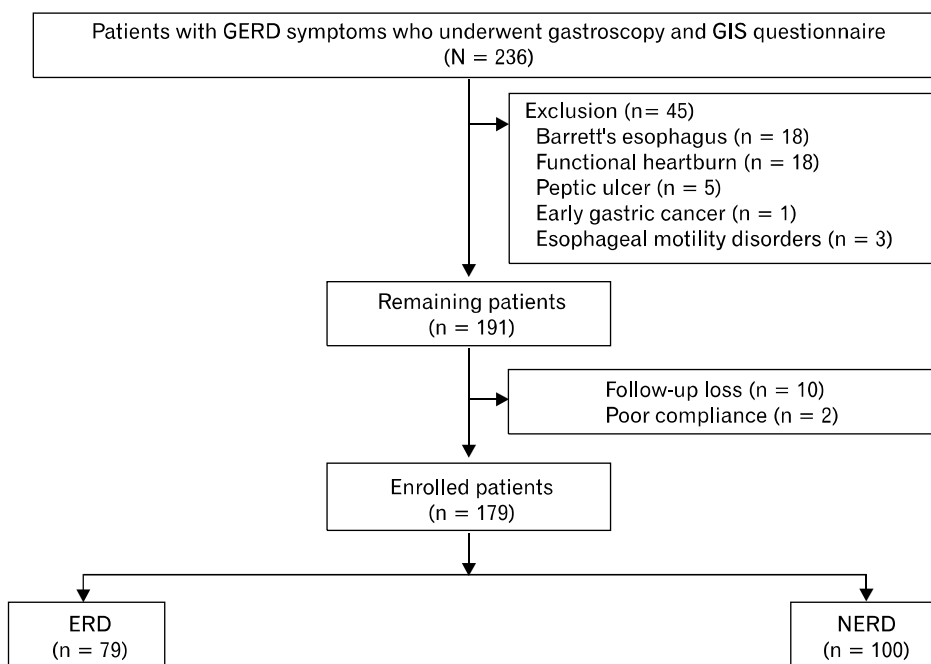 Patients with GERD symptoms who underwent gastroscopy and GIS questionnaire
(N = 236)
Exclusion (n= 45)
Barrett's esophagus (n = 18)
Functional heartburn (n = 18)
Peptic ulcer (n = 5)
Early gastric cancer (n = 1)
Esophageal motility disorders (n = 3)
Remaining patients
(n = 191)
Follow-up loss (n = 10)
Poor compliance (n = 2)
Enrolled patients
(n = 179)
ERD
(n = 79)
NERD
(n = 100)